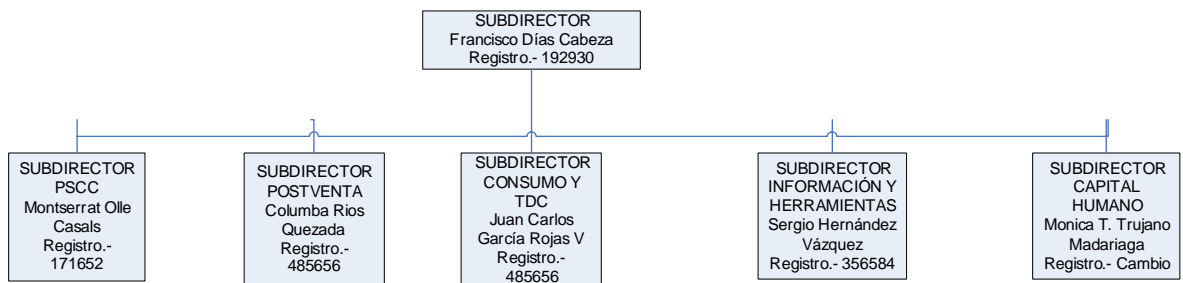 SUBDIRECTOR
Francisco Días Cabeza
Registro.- 192930
SUBDIRECTOR
PSCC
Montserrat Olle
Casals
Registro.-
171652
SUBDIRECTOR
POSTVENTA
Columba Rios
Quezada
Registro.-
485656
SUBDIRECTOR
CONSUMO Y
TDC
Juan Carlos
García Rojas V
Registro.-
485656
SUBDIRECTOR
INFORMACIÓN Y
HERRAMIENTAS
Sergio Hernández
Vázquez
Registro.- 356584
SUBDIRECTOR
CAPITAL
HUMANO
Monica T. Trujano
Madariaga
Registro.- Cambio